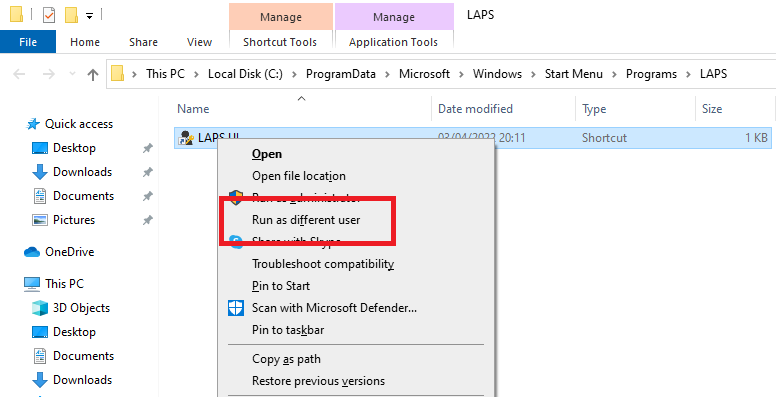 Manage Manage LAPS
File Home Share View Shortcut Tools Application Tools
This PC Local Disk (C:) ProgramData Microsoft Windows Start Menu Programs LAPS
Name Date modified Type Size
Quick access
LAPS UI 03/04/2022 20:11 Shortcut 1 KB
Desktop
Downloads
Documents
Pictures
OneDrive
This PC
3D Objects
Desktop
Documents
Downloads
Open
Open file location
Run as administrator
Run as different user
Share with Skype
Troubleshoot compatibility
Pin to Start
Scan with Microsoft Defender...
Pin to taskbar
Copy as path
Restore previous versions